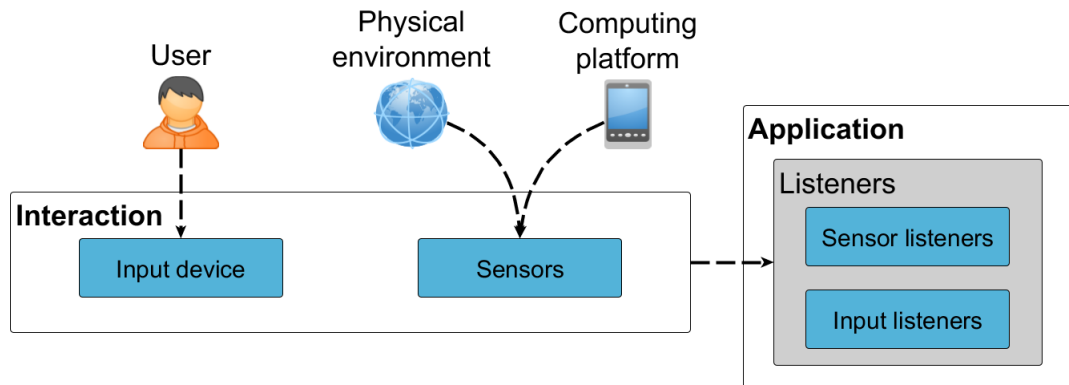 User
Physical
environment
Computing
platform
Interaction
Input device
Sensors
Application
Listeners
Sensor listeners
Input listeners